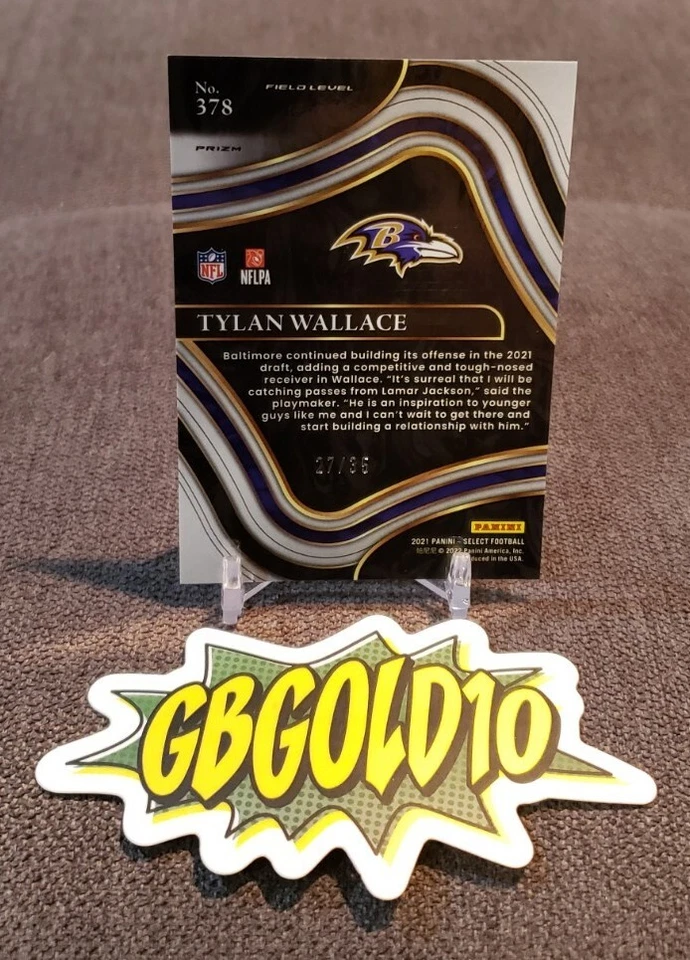 No.
378
FIELD LEVEL
PRIZM
B
NFL
NFLPA
TYLAN WALLACE
Baltimore continued building its offense in the 2021
draft, adding a competitive and tough-nosed
receiver in Wallace. “It’s surreal that I will be
catching passes from Lamar Jackson,” said the
playmaker. “He is an inspiration to younger
guys like me and I can’t wait to get there and
start building a relationship with him.”
27/35
PANINI
2021 PANINI – SELECT FOOTBALL
帕尼尼 © 2022 Panini America, Inc.
in the USA.
GBGOLD10